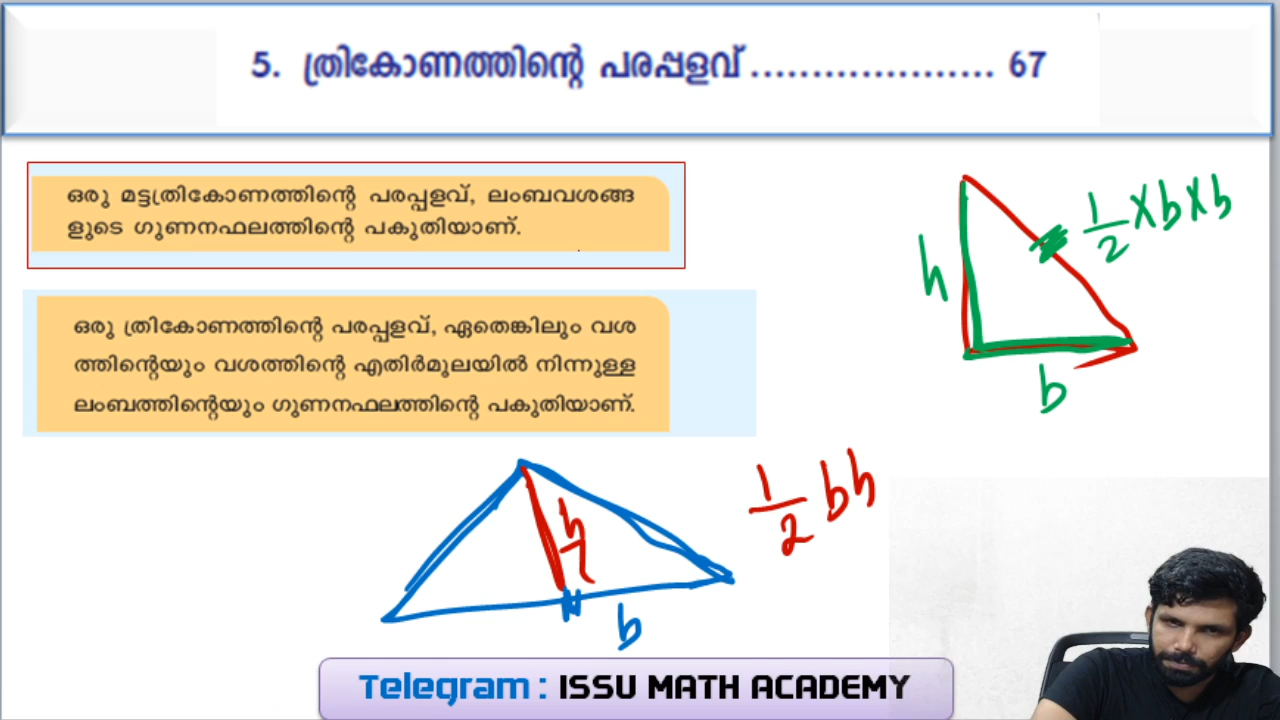 5. ത്രികോണത്തിന്റെ പരപ്പളവ് .................... 67
ഒരു മട്ടത്രികോണത്തിന്റെ പരപ്പളവ്, ലംബവശങ്ങ
ളുടെ ഗുണനഫലത്തിന്റെ പകുതിയാണ്.
ഒരു ത്രികോണത്തിന്റെ പരപ്പളവ്, ഏതെങ്കിലും വശ
ത്തിന്റെയും വശത്തിന്റെ എതിർമൂലയിൽ നിന്നുള്ള
ലംബത്തിന്റെയും ഗുണനഫലത്തിന്റെ പകുതിയാണ്.
h
1/2 × b × h
b
h
1/2 bh
b
Telegram : ISSU MATH ACADEMY